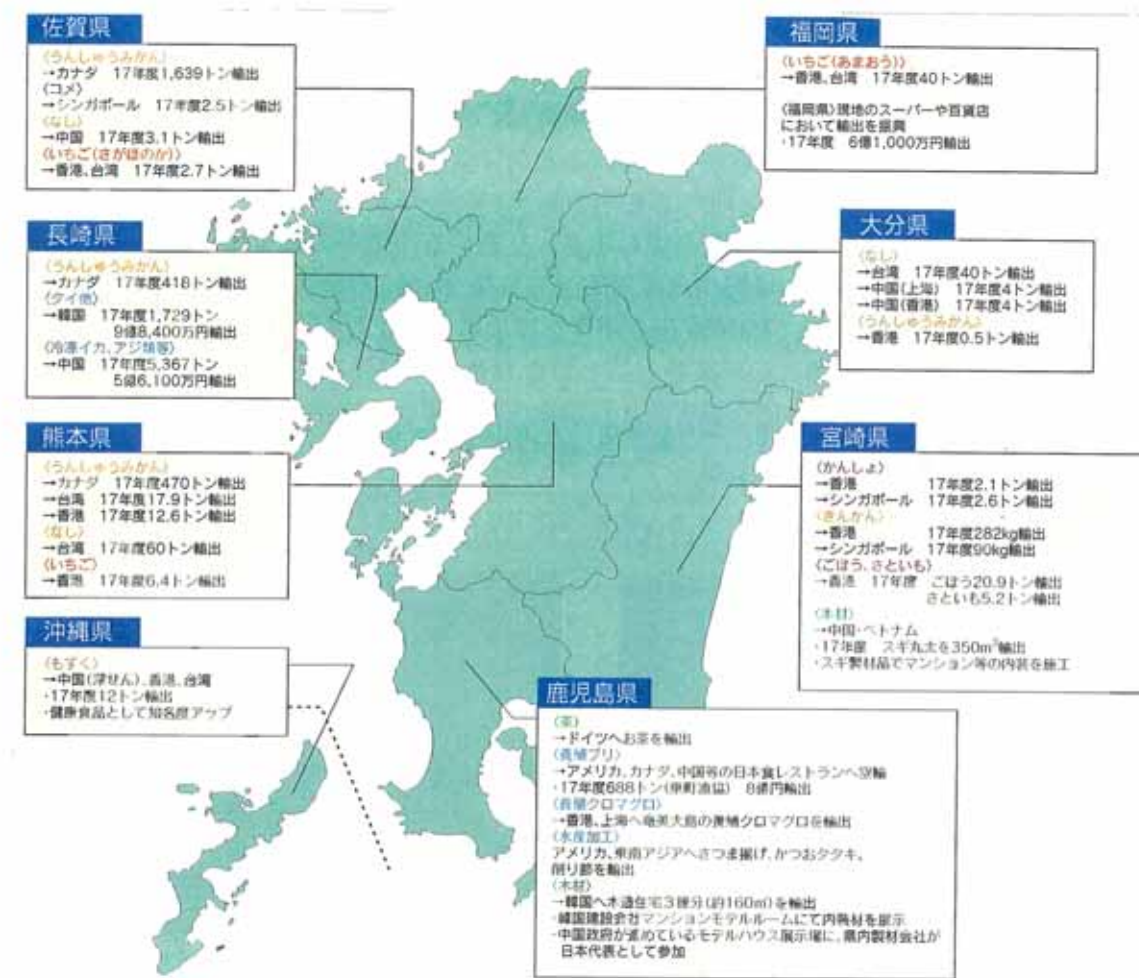 佐賀県
〈うんしゅうみかん〉
→カナダ 17年度1,639トン輸出
〈コメ〉
→シンガポール 17年度2.5トン輸出
〈なし〉
→中国 17年度3.1トン輸出
〈いちご(さがほのか)〉
→香港、台湾 17年度2.7トン輸出
福岡県
〈いちご(あまおう)〉
→香港、台湾 17年度40トン輸出
〈福岡県〉現地のスーパーや百貨店
において輸出を振興
・17年度 6億1,000万円輸出
長崎県
〈うんしゅうみかん〉
→カナダ 17年度418トン輸出
〈タイ他〉
→韓国 17年度1,729トン
9億8,400万円輸出
〈冷凍イカ、アジ類等〉
→中国 17年度5,367トン
5億6,100万円輸出
大分県
〈なし〉
→台湾 17年度40トン輸出
→中国(上海) 17年度4トン輸出
→中国(香港) 17年度4トン輸出
〈うんしゅうみかん〉
→香港 17年度0.5トン輸出
熊本県
〈うんしゅうみかん〉
→カナダ 17年度470トン輸出
→台湾 17年度17.9トン輸出
→香港 17年度12.6トン輸出
〈なし〉
→台湾 17年度60トン輸出
〈いちご〉
→香港 17年度6.4トン輸出
宮崎県
〈かんしょ〉
→香港 17年度2.1トン輸出
→シンガポール 17年度2.6トン輸出
〈きんかん〉
→香港 17年度282kg輸出
→シンガポール 17年度90kg輸出
〈ごぼう、さといも〉
→香港 17年度 ごぼう20.9トン輸出
さといも5.2トン輸出
〈木材〉
→中国・ベトナム
・17年度 スギ丸太を350m³輸出
・スギ製材品でマンション等の内装を施工
沖縄県
〈もずく〉
→中国(深せん)、香港、台湾
・17年度12トン輸出
・健康食品として知名度アップ
鹿児島県
〈茶〉
→ドイツへお茶を輸出
〈養殖ブリ〉
→アメリカ、カナダ、中国等の日本食レストランへ空輸
・17年度688トン(東町漁協) 8億円輸出
〈養殖クロマグロ〉
→香港、上海へ奄美大島の養殖クロマグロを輸出
〈水産加工〉
アメリカ、東南アジアへさつま揚げ、かつおタタキ、
削り節を輸出
〈木材〉
→韓国へ木造住宅3棟分(約160㎥)を輸出
・韓国建設会社マンションモデルルームにて内装材を展示
・中国政府が進めているモデルハウス展示場に、県内製材会社が
日本代表として参加